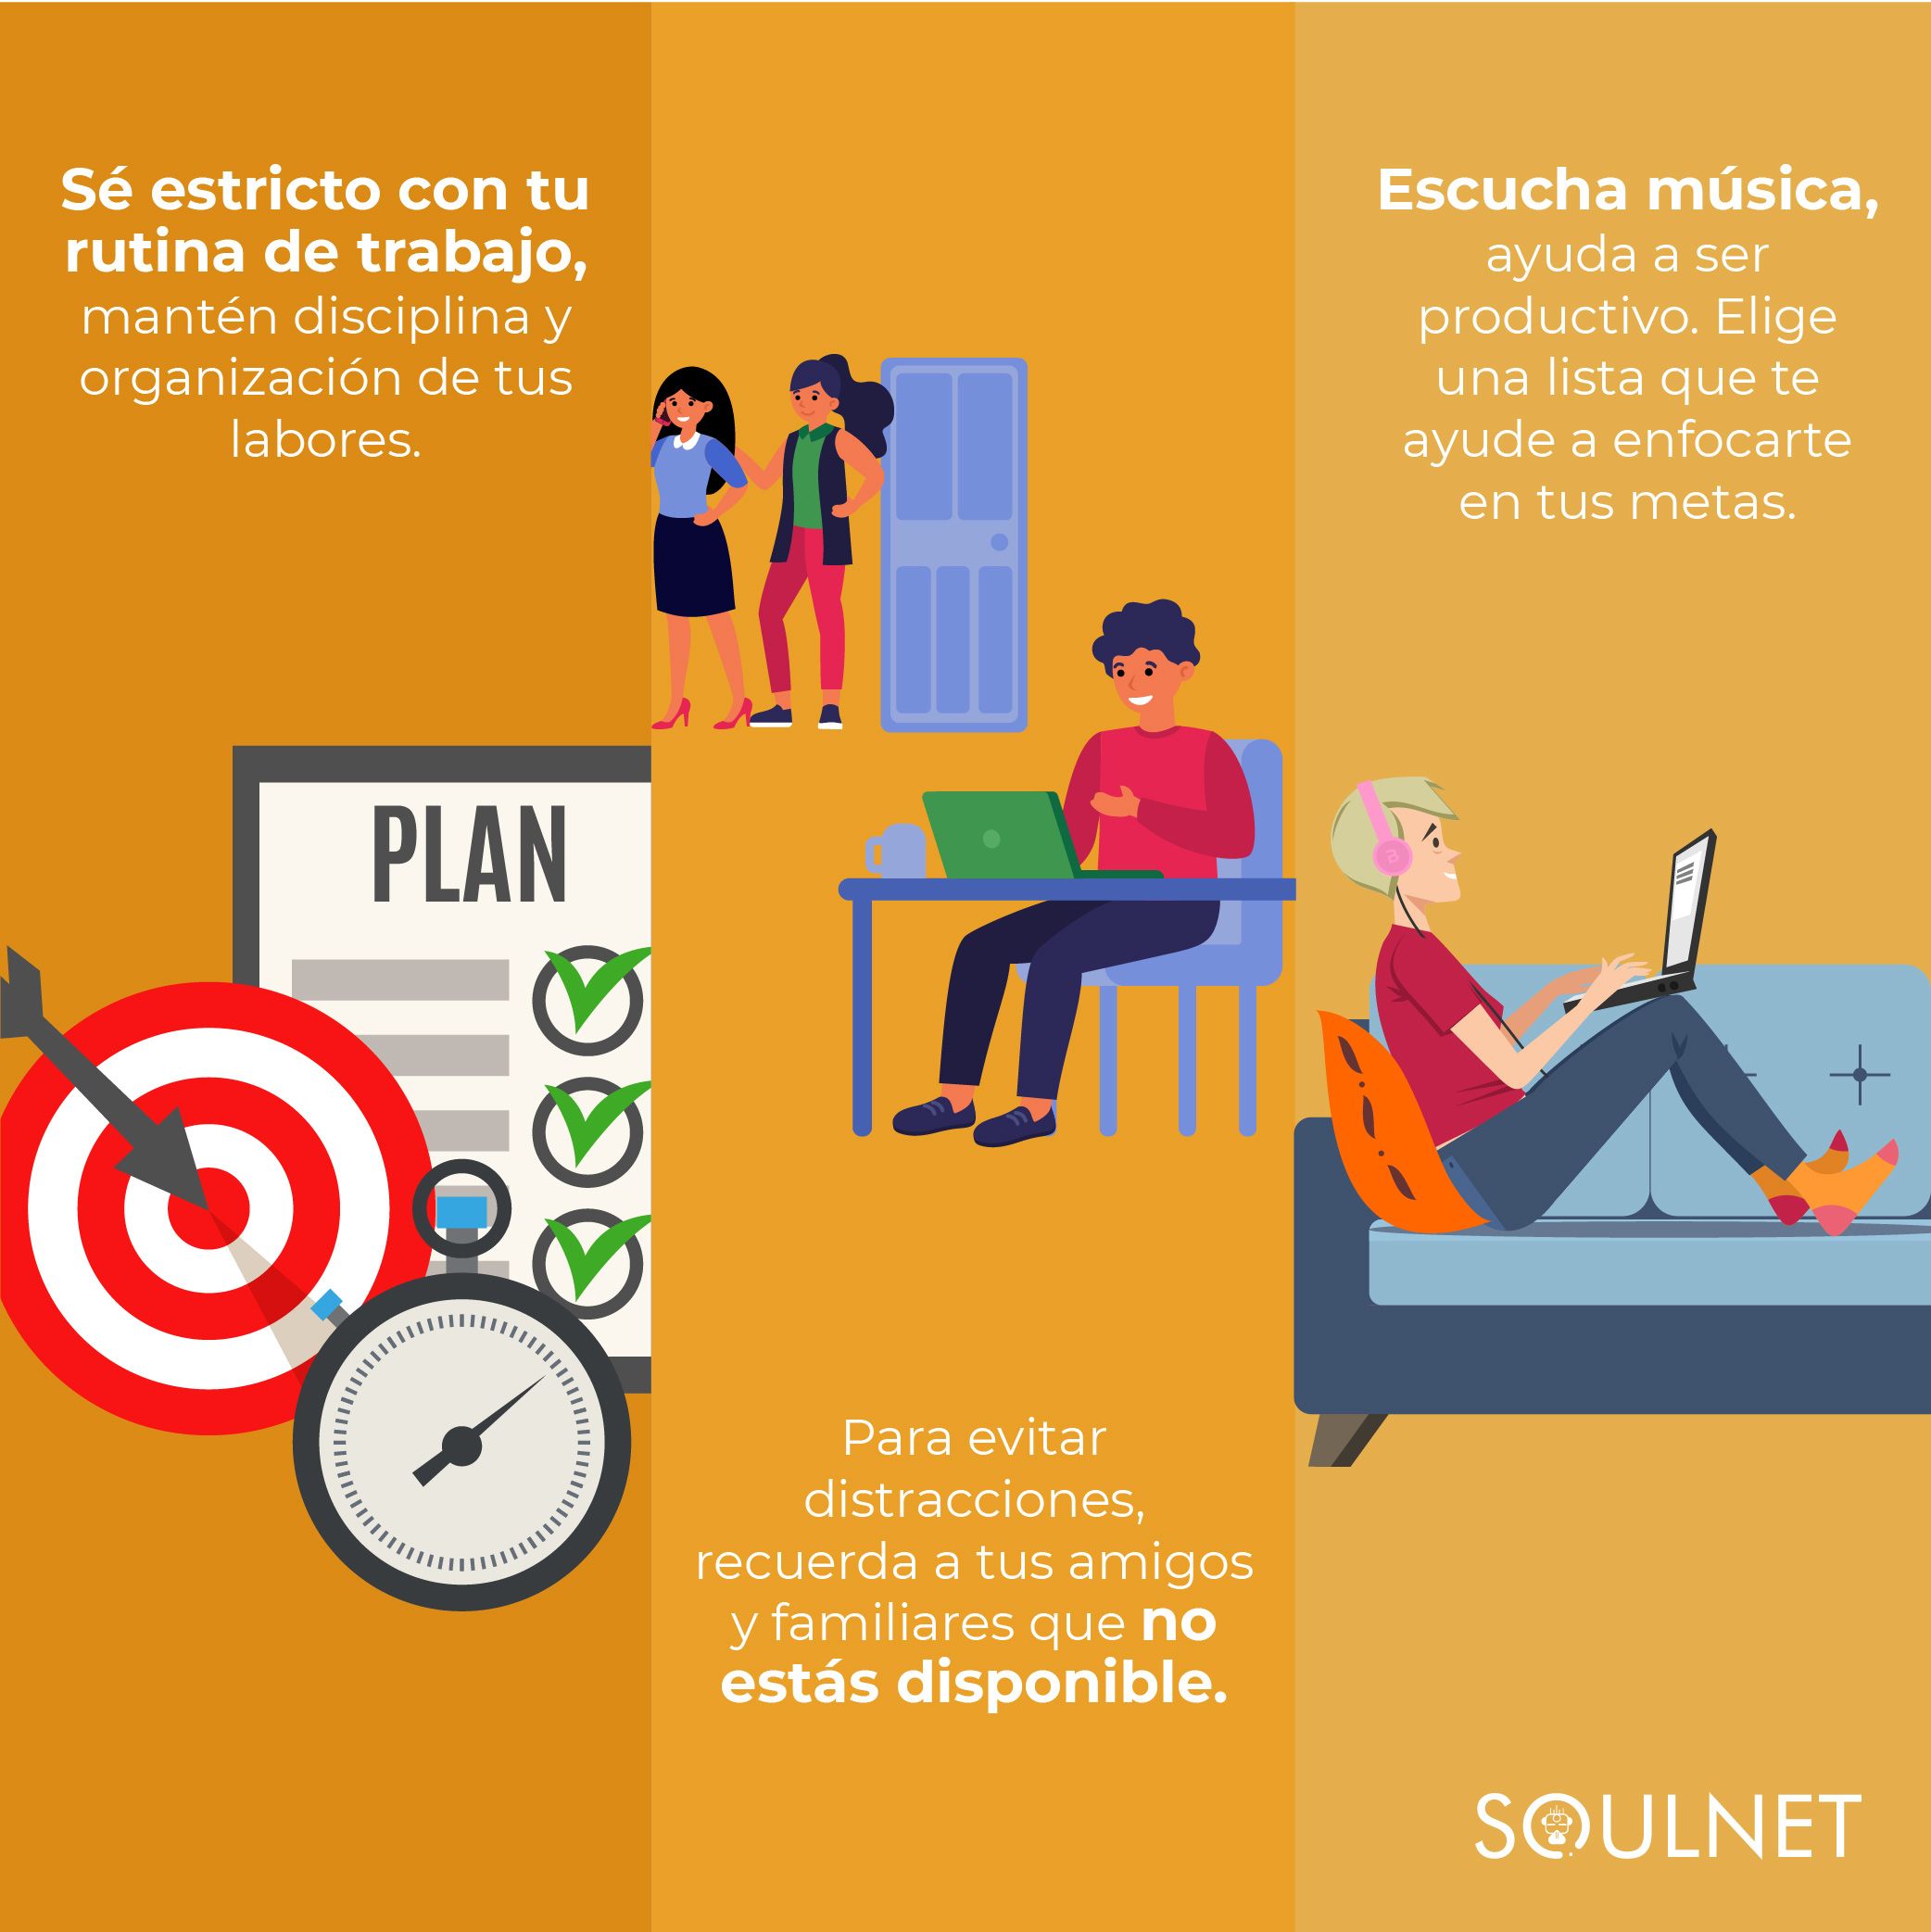 Sé estricto con tu
rutina de trabajo,
mantén disciplina y
organización de tus
labores.
PLAN
Para evitar
distracciones,
recuerda a tus amigos
y familiares que no
estás disponible.
Escucha música,
ayuda a ser
productivo. Elige
una lista que te
ayude a enfocarte
en tus metas.
SOULNET